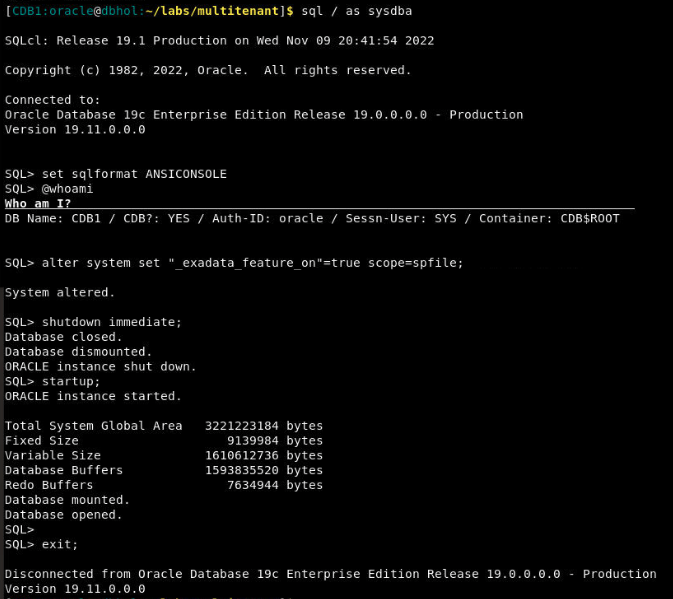 [CDB1:oracle@dbhol:~/labs/multitenant]$ sql / as sysdba
SQLcl: Release 19.1 Production on Wed Nov 09 20:41:54 2022
Copyright (c) 1982, 2022, Oracle.  All rights reserved.
Connected to:
Oracle Database 19c Enterprise Edition Release 19.0.0.0.0 - Production
Version 19.11.0.0.0
SQL> set sqlformat ANSICONSOLE
SQL> @whoami
Who am I?
DB Name: CDB1 / CDB?: YES / Auth-ID: oracle / Sessn-User: SYS / Container: CDB$ROOT
SQL> alter system set "_exadata_feature_on"=true scope=spfile;
System altered.
SQL> shutdown immediate;
Database closed.
Database dismounted.
ORACLE instance shut down.
SQL> startup;
ORACLE instance started.
Total System Global Area   3221223184 bytes
Fixed Size                    9139984 bytes
Variable Size              1610612736 bytes
Database Buffers           1593835520 bytes
Redo Buffers                  7634944 bytes
Database mounted.
Database opened.
SQL>
SQL> exit;
Disconnected from Oracle Database 19c Enterprise Edition Release 19.0.0.0.0 - Production
Version 19.11.0.0.0